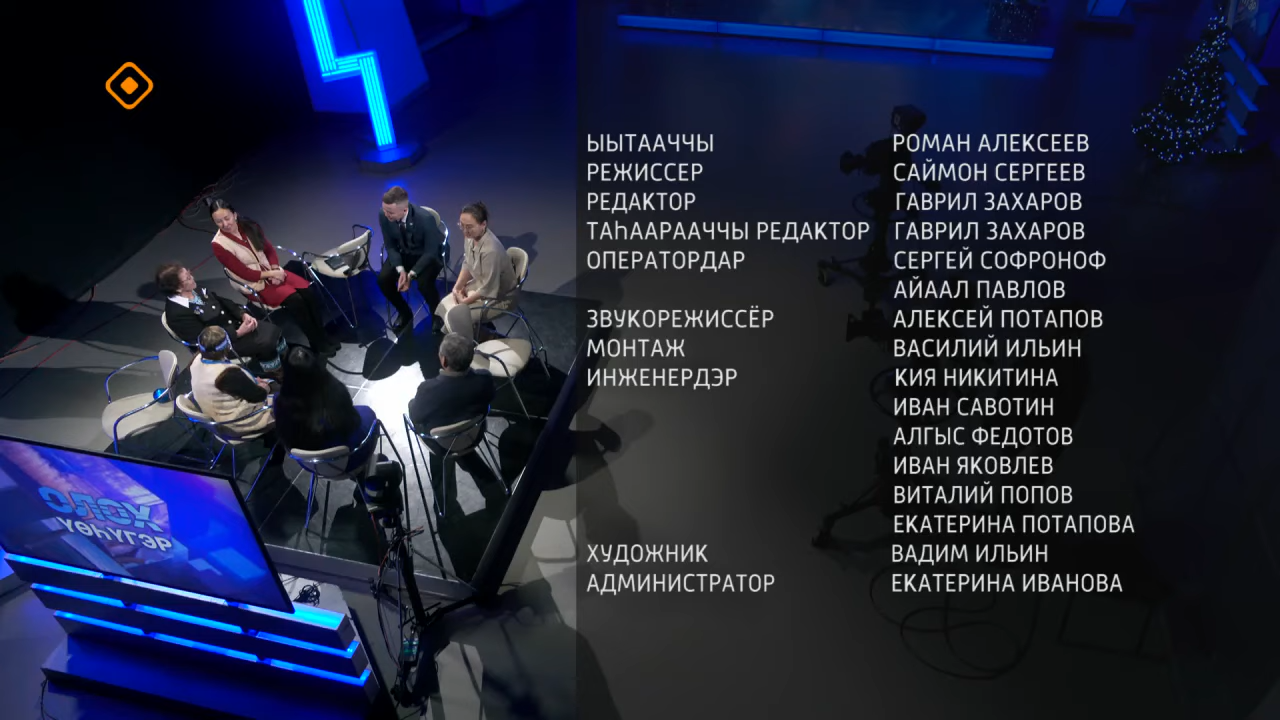 ЫЫТААЧЧЫ РОМАН АЛЕКСЕЕВ
РЕЖИССЕР САЙМОН СЕРГЕЕВ
РЕДАКТОР ГАВРИЛ ЗАХАРОВ
ТАҺААРААЧЧЫ РЕДАКТОР ГАВРИЛ ЗАХАРОВ
ОПЕРАТОРДАР СЕРГЕЙ СОФРОНОФ
АЙААЛ ПАВЛОВ
ЗВУКОРЕЖИССЁР АЛЕКСЕЙ ПОТАПОВ
МОНТАЖ ВАСИЛИЙ ИЛЬИН
ИНЖЕНЕРДЭР КИЯ НИКИТИНА
ИВАН САВОТИН
АЛГЫС ФЕДОТОВ
ИВАН ЯКОВЛЕВ
ВИТАЛИЙ ПОПОВ
ЕКАТЕРИНА ПОТАПОВА
ХУДОЖНИК ВАДИМ ИЛЬИН
АДМИНИСТРАТОР ЕКАТЕРИНА ИВАНОВА
ОЛОХ
ҮӨҺҮГЭР